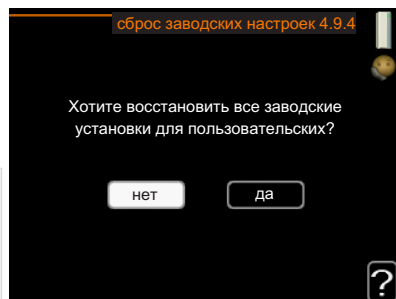 сброс заводских настроек 4.9.4
Хотите восстановить все заводские
установки для пользовательских?
нет
да
?